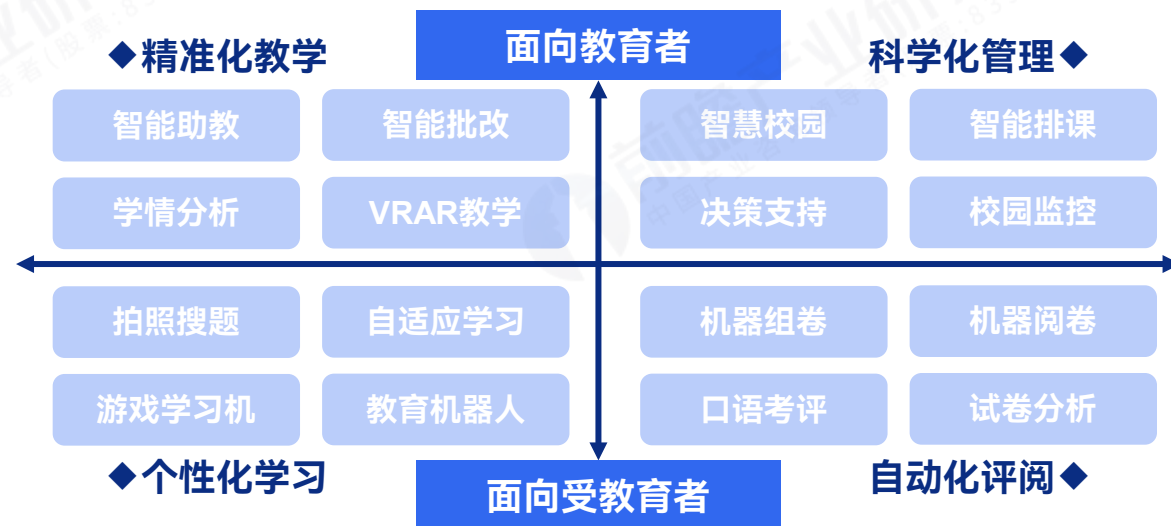 面向教育者
◆精准化教学
科学化管理◆
智能助教
智能批改
智慧校园
智能排课
学情分析
VRAR教学
决策支持
校园监控
拍照搜题
自适应学习
机器组卷
机器阅卷
游戏学习机
教育机器人
口语考评
试卷分析
◆个性化学习
自动化评阅◆
面向受教育者